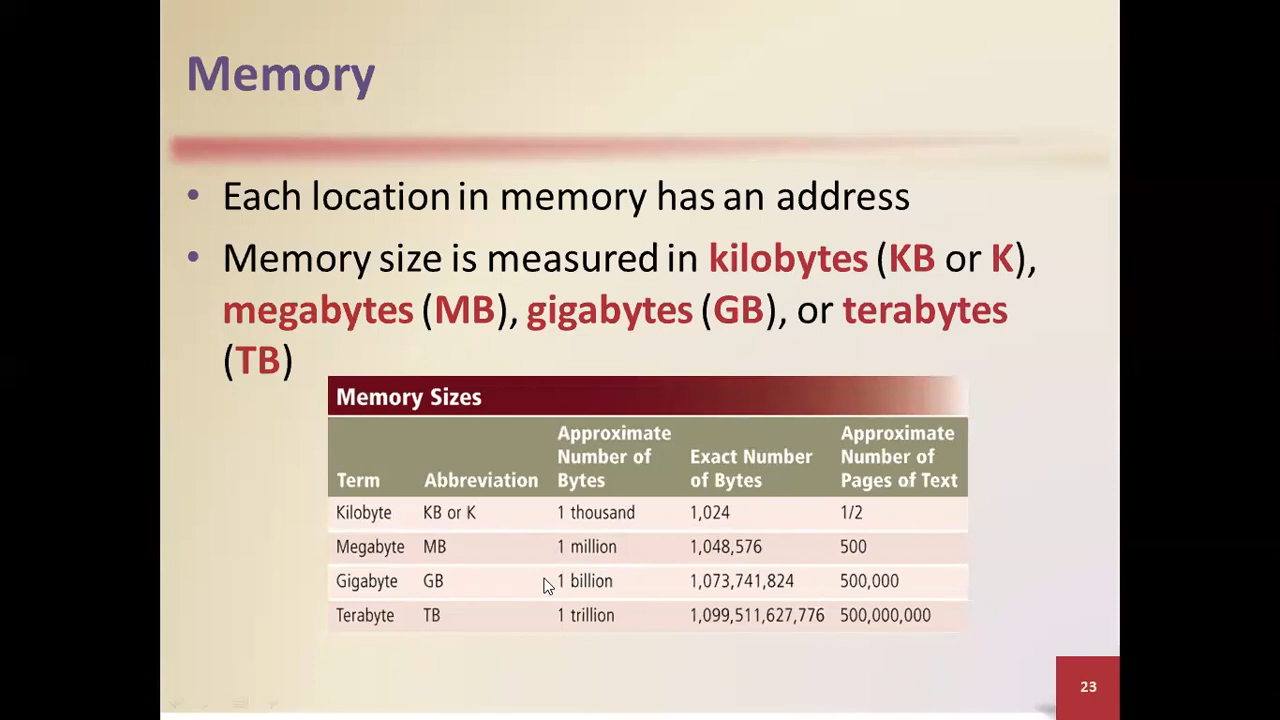 Memory
• Each location in memory has an address
• Memory size is measured in kilobytes (KB or K),
megabytes (MB), gigabytes (GB), or terabytes
(TB)
Memory Sizes
Term Abbreviation Approximate Number of Bytes Exact Number of Bytes Approximate Number of Pages of Text
Kilobyte KB or K 1 thousand 1,024 1/2
Megabyte MB 1 million 1,048,576 500
Gigabyte GB 1 billion 1,073,741,824 500,000
Terabyte TB 1 trillion 1,099,511,627,776 500,000,000
23